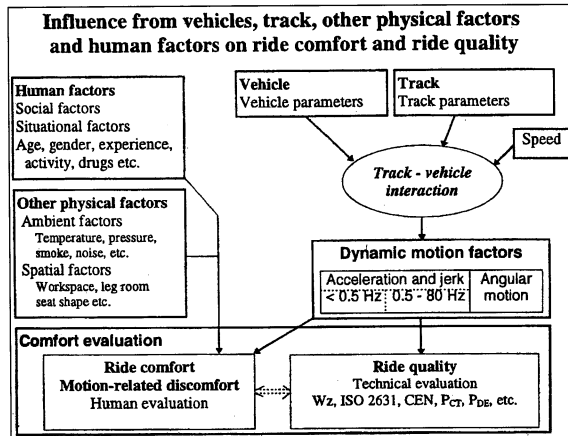 Influence from vehicles, track, other physical factors
and human factors on ride comfort and ride quality
Human factors
Social factors
Situational factors
Age, gender, experience,
activity, drugs etc.
Vehicle
Vehicle parameters
Track
Track parameters
Speed
Track - vehicle
interaction
Other physical factors
Ambient factors
Temperature, pressure,
smoke, noise, etc.
Spatial factors
Workspace, leg room
seat shape etc.
Dynamic motion factors
Acceleration and jerk
< 0.5 Hz
0.5 - 80 Hz
Angular
motion
Comfort evaluation
Ride comfort
Motion-related discomfort
Human evaluation
Ride quality
Technical evaluation
Wz, ISO 2631, CEN, PCT, PDE, etc.